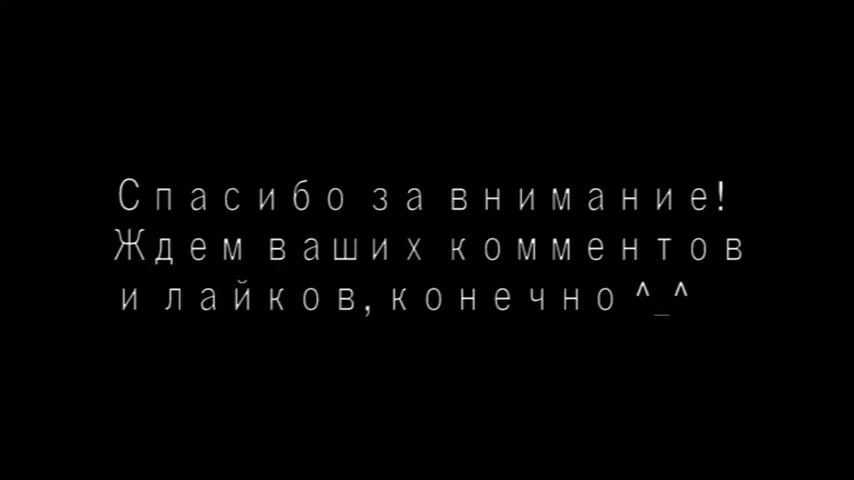 Спасибо за внимание!
Ждем ваших комментов
и лайков, конечно ^_^